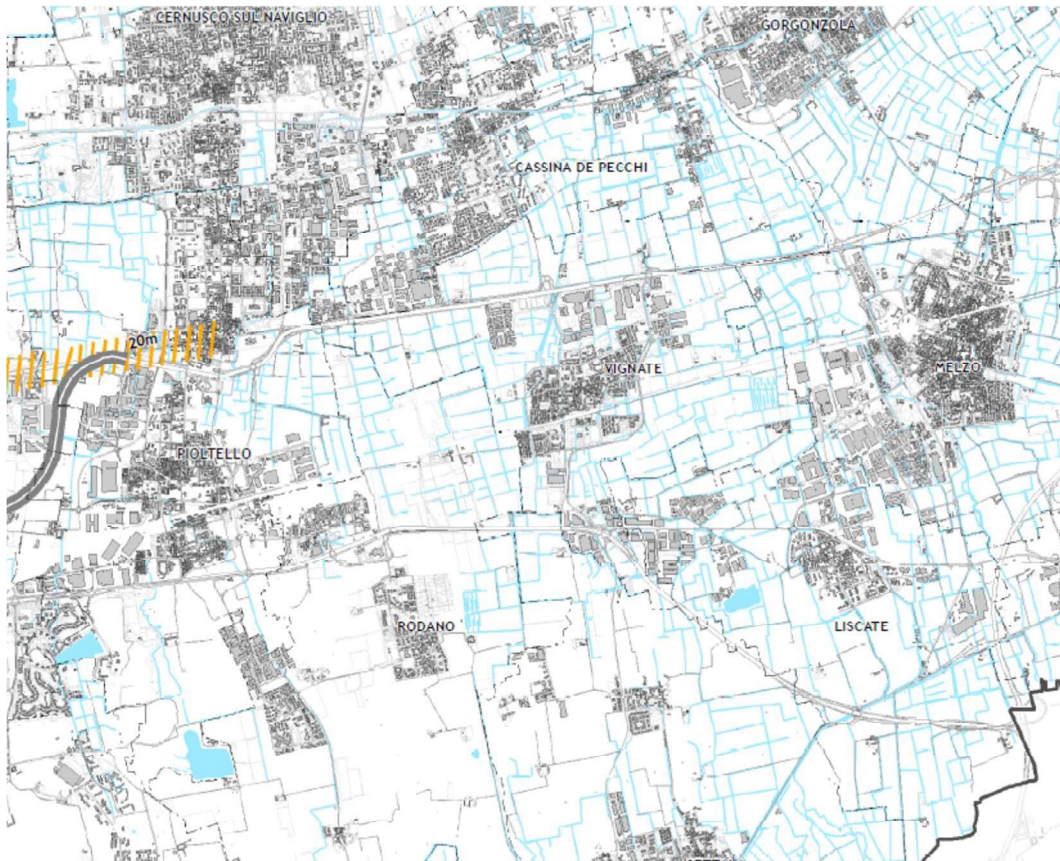 CERNUSCO SUL NAVIGLIO
GORGONZOLA
CASSINA DE PECCHI
20m
VIGNATE
MELZO
PIOLTELLO
RODANO
LISCATE